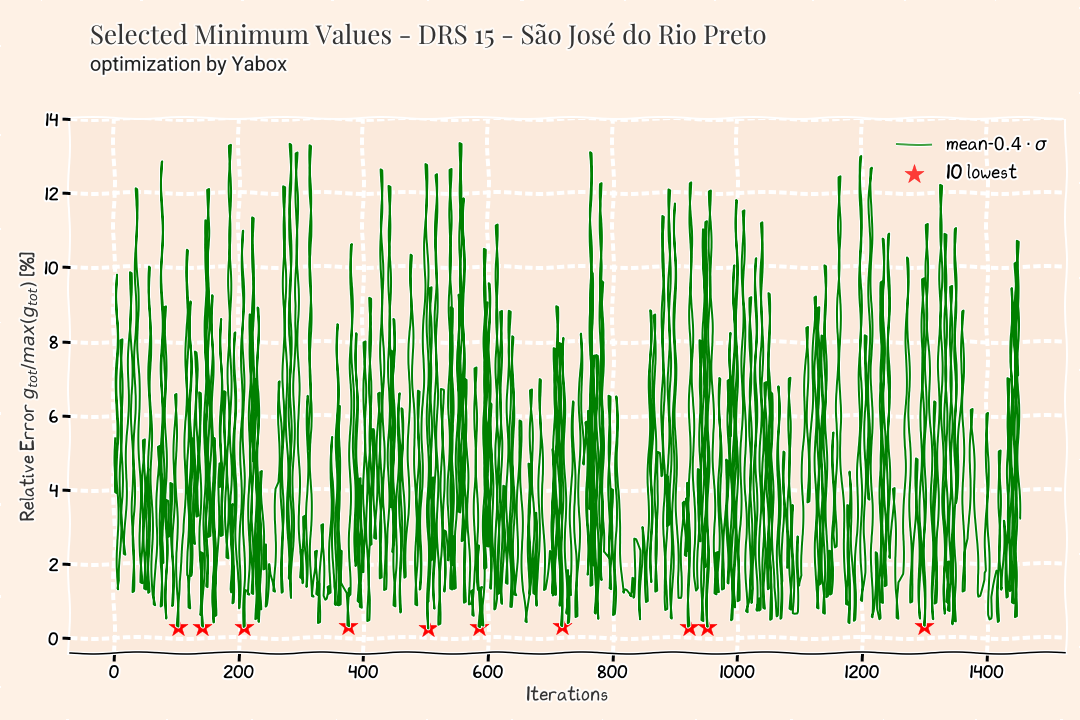 Selected Minimum Values - DRS 15 - São José do Rio Preto
optimization by Yabox
mean-0.4 · σ
10 lowest
Relative Error g_tot/max(g_tot) [%]
14
12
10
8
6
4
2
0
0 200 400 600 800 1000 1200 1400
Iterations